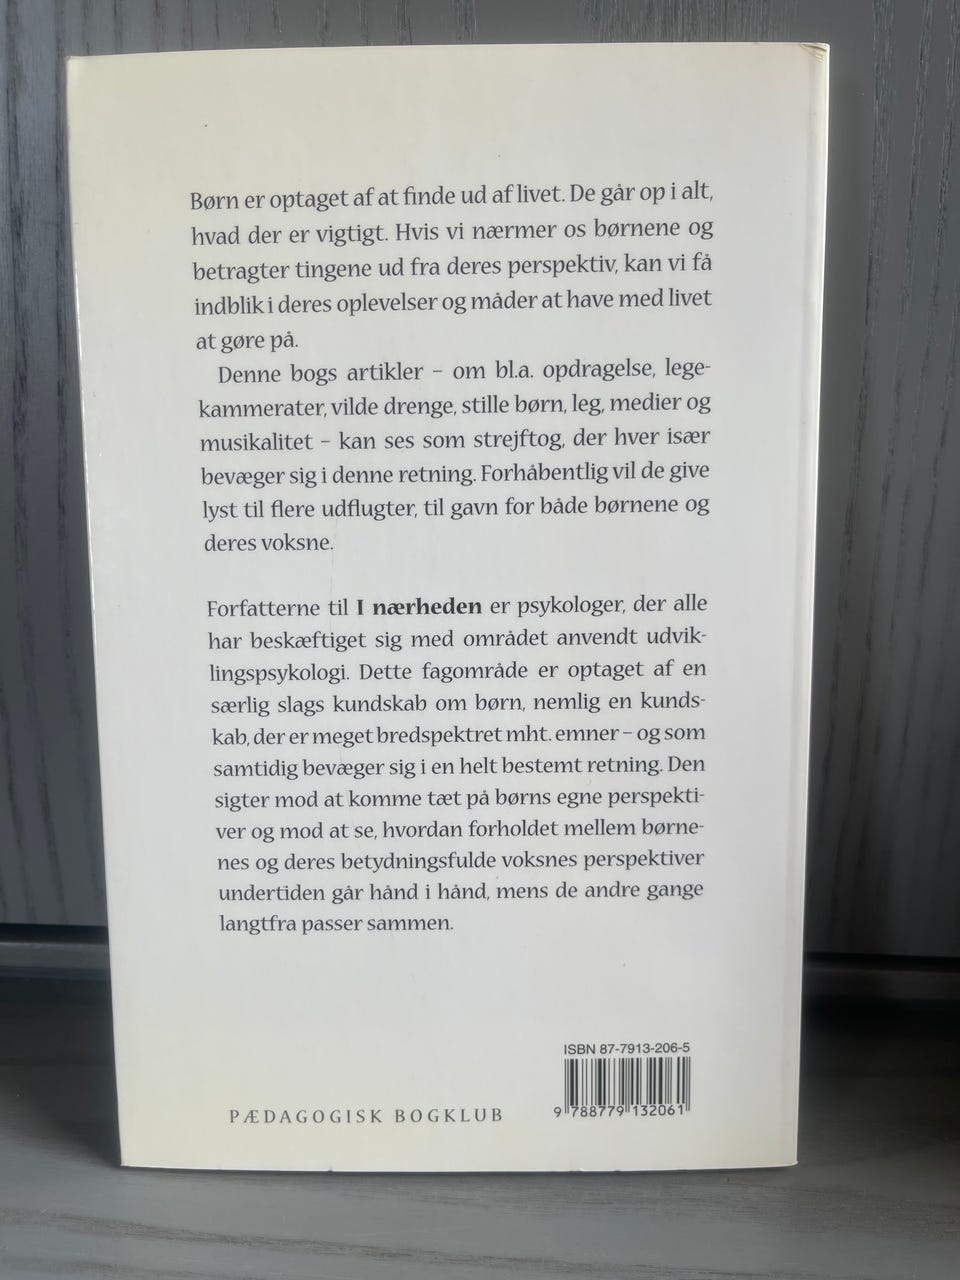 Børn er optaget af at finde ud af livet. De går op i alt,
hvad der er vigtigt. Hvis vi nærmer os børnene og
betragter tingene ud fra deres perspektiv, kan vi få
indblik i deres oplevelser og måder at have med livet
at gøre på.
Denne bogs artikler – om bl.a. opdragelse, lege-
kammerater, vilde drenge, stille børn, leg, medier og
musikalitet – kan ses som strejftog, der hver især
bevæger sig i denne retning. Forhåbentlig vil de give
lyst til flere udflugter, til gavn for både børnene og
deres voksne.
Forfatterne til I nærheden er psykologer, der alle
har beskæftiget sig med området anvendt udvik-
lingspsykologi. Dette fagområde er optaget af en
særlig slags kundskab om børn, nemlig en kund-
skab, der er meget bredspektret mht. emner – og som
samtidig bevæger sig i en helt bestemt retning. Den
sigter mod at komme tæt på børns egne perspekti-
ver og mod at se, hvordan forholdet mellem børne-
nes og deres betydningsfulde voksnes perspektiver
undertiden går hånd i hånd, mens de andre gange
langtfra passer sammen.
ISBN 87-7913-206-5
9 788779 132061
PÆDAGOGISK BOGKLUB